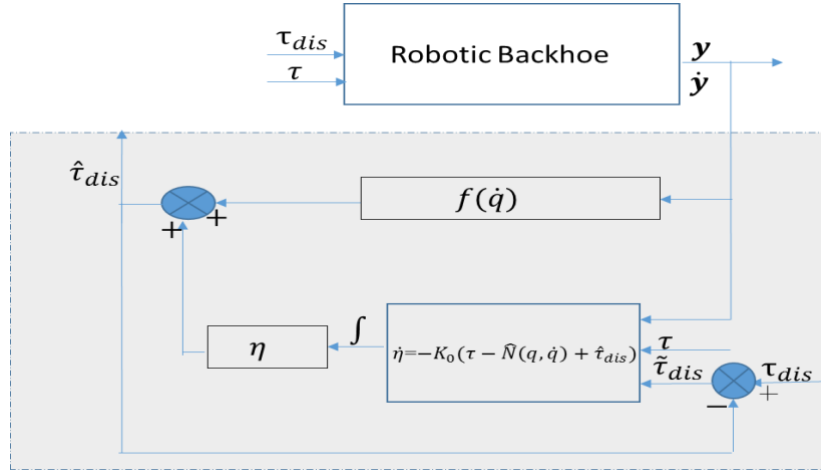 τ_dis
τ
Robotic Backhoe
y
ẏ
τ̂_dis
+
+
f(q̇)
η
∫
η̇=−K₀(τ − N̂(q, q̇) + τ̂_dis)
τ
τ̃_dis
τ_dis
−
+